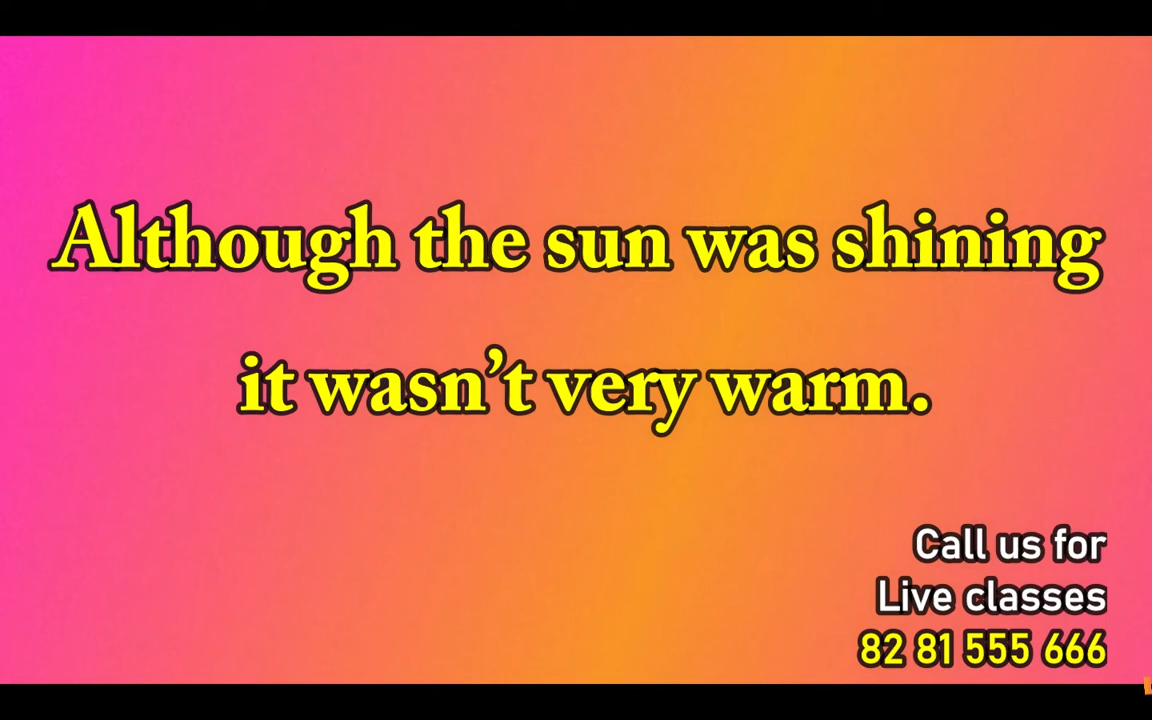 Although the sun was shining
it wasn’t very warm.
Call us for
Live classes
82 81 555 666